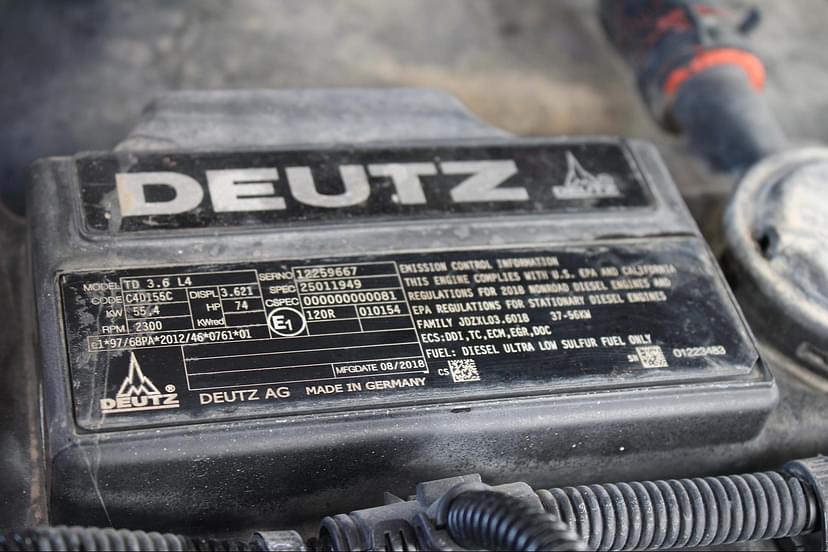 DEUTZ
MODEL TD 3.6 L4
CODE C4D155C DISPL 3.621
KW 55.4 HP 74
RPM 2300 KWred
e1*97/68PA*2012/46*0761*01
SERNO 12259667
SPEC 25011949
CSPEC 000000000081
E1 120R 010154
MFGDATE 08/2018
DEUTZ®
DEUTZ AG MADE IN GERMANY
EMISSION CONTROL INFORMATION
THIS ENGINE COMPLIES WITH U.S. EPA AND CALIFORNIA
REGULATIONS FOR 2018 NONROAD DIESEL ENGINES AND
EPA REGULATIONS FOR STATIONARY DIESEL ENGINES
FAMILY JDZXL03.6018 37-56KW
ECS:DDI,TC,ECM,EGR,DOC
FUEL: DIESEL ULTRA LOW SULFUR FUEL ONLY
CS
SN 01223483